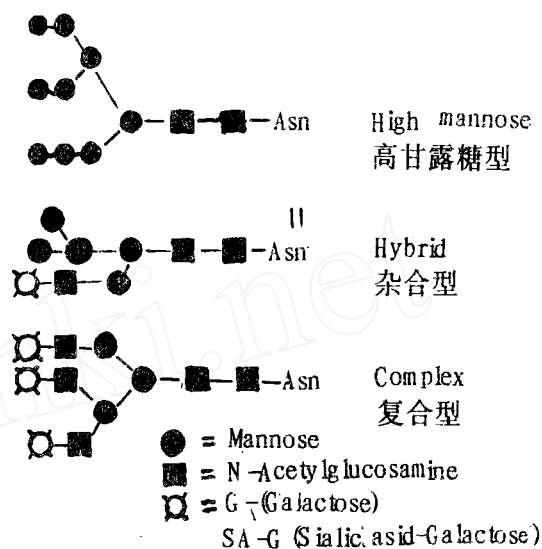 Asn High mannose
高甘露糖型
Asn Hybrid
杂合型
Asn Complex
复合型
= Mannose
= N-Acetylglucosamine
= G-(Galactose)
SA-G (Sialic asid-Galactose)